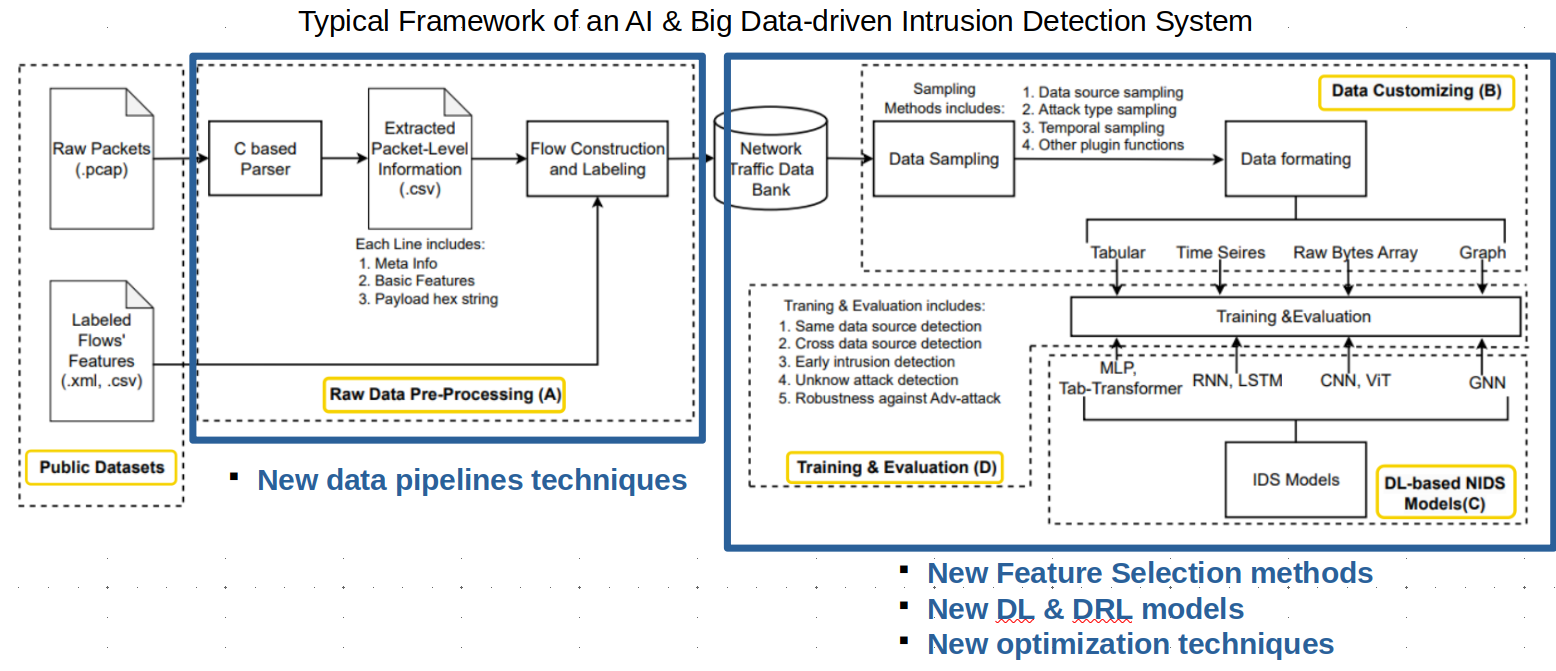 Typical Framework of an AI & Big Data-driven Intrusion Detection System
Raw Packets
(.pcap)
Labeled
Flows'
Features
(.xml, .csv)
Public Datasets
C based
Parser
Extracted
Packet-Level
Information
(.csv)
Each Line includes:
1. Meta Info
2. Basic Features
3. Payload hex string
Flow Construction
and Labeling
Raw Data Pre-Processing (A)
▪ New data pipelines techniques
Network
Traffic Data
Bank
Sampling
Methods includes:
1. Data source sampling
2. Attack type sampling
3. Temporal sampling
4. Other plugin functions
Data Customizing (B)
Data Sampling
Data formating
Tabular
Time Seires
Raw Bytes Array
Graph
Traning & Evaluation includes:
1. Same data source detection
2. Cross data source detection
3. Early intrusion detection
4. Unknow attack detection
5. Robustness against Adv-attack
Training & Evaluation (D)
Training &Evaluation
MLP,
Tab-Transformer
RNN, LSTM
CNN, ViT
GNN
IDS Models
DL-based NIDS
Models(C)
▪ New Feature Selection methods
▪ New DL & DRL models
▪ New optimization techniques